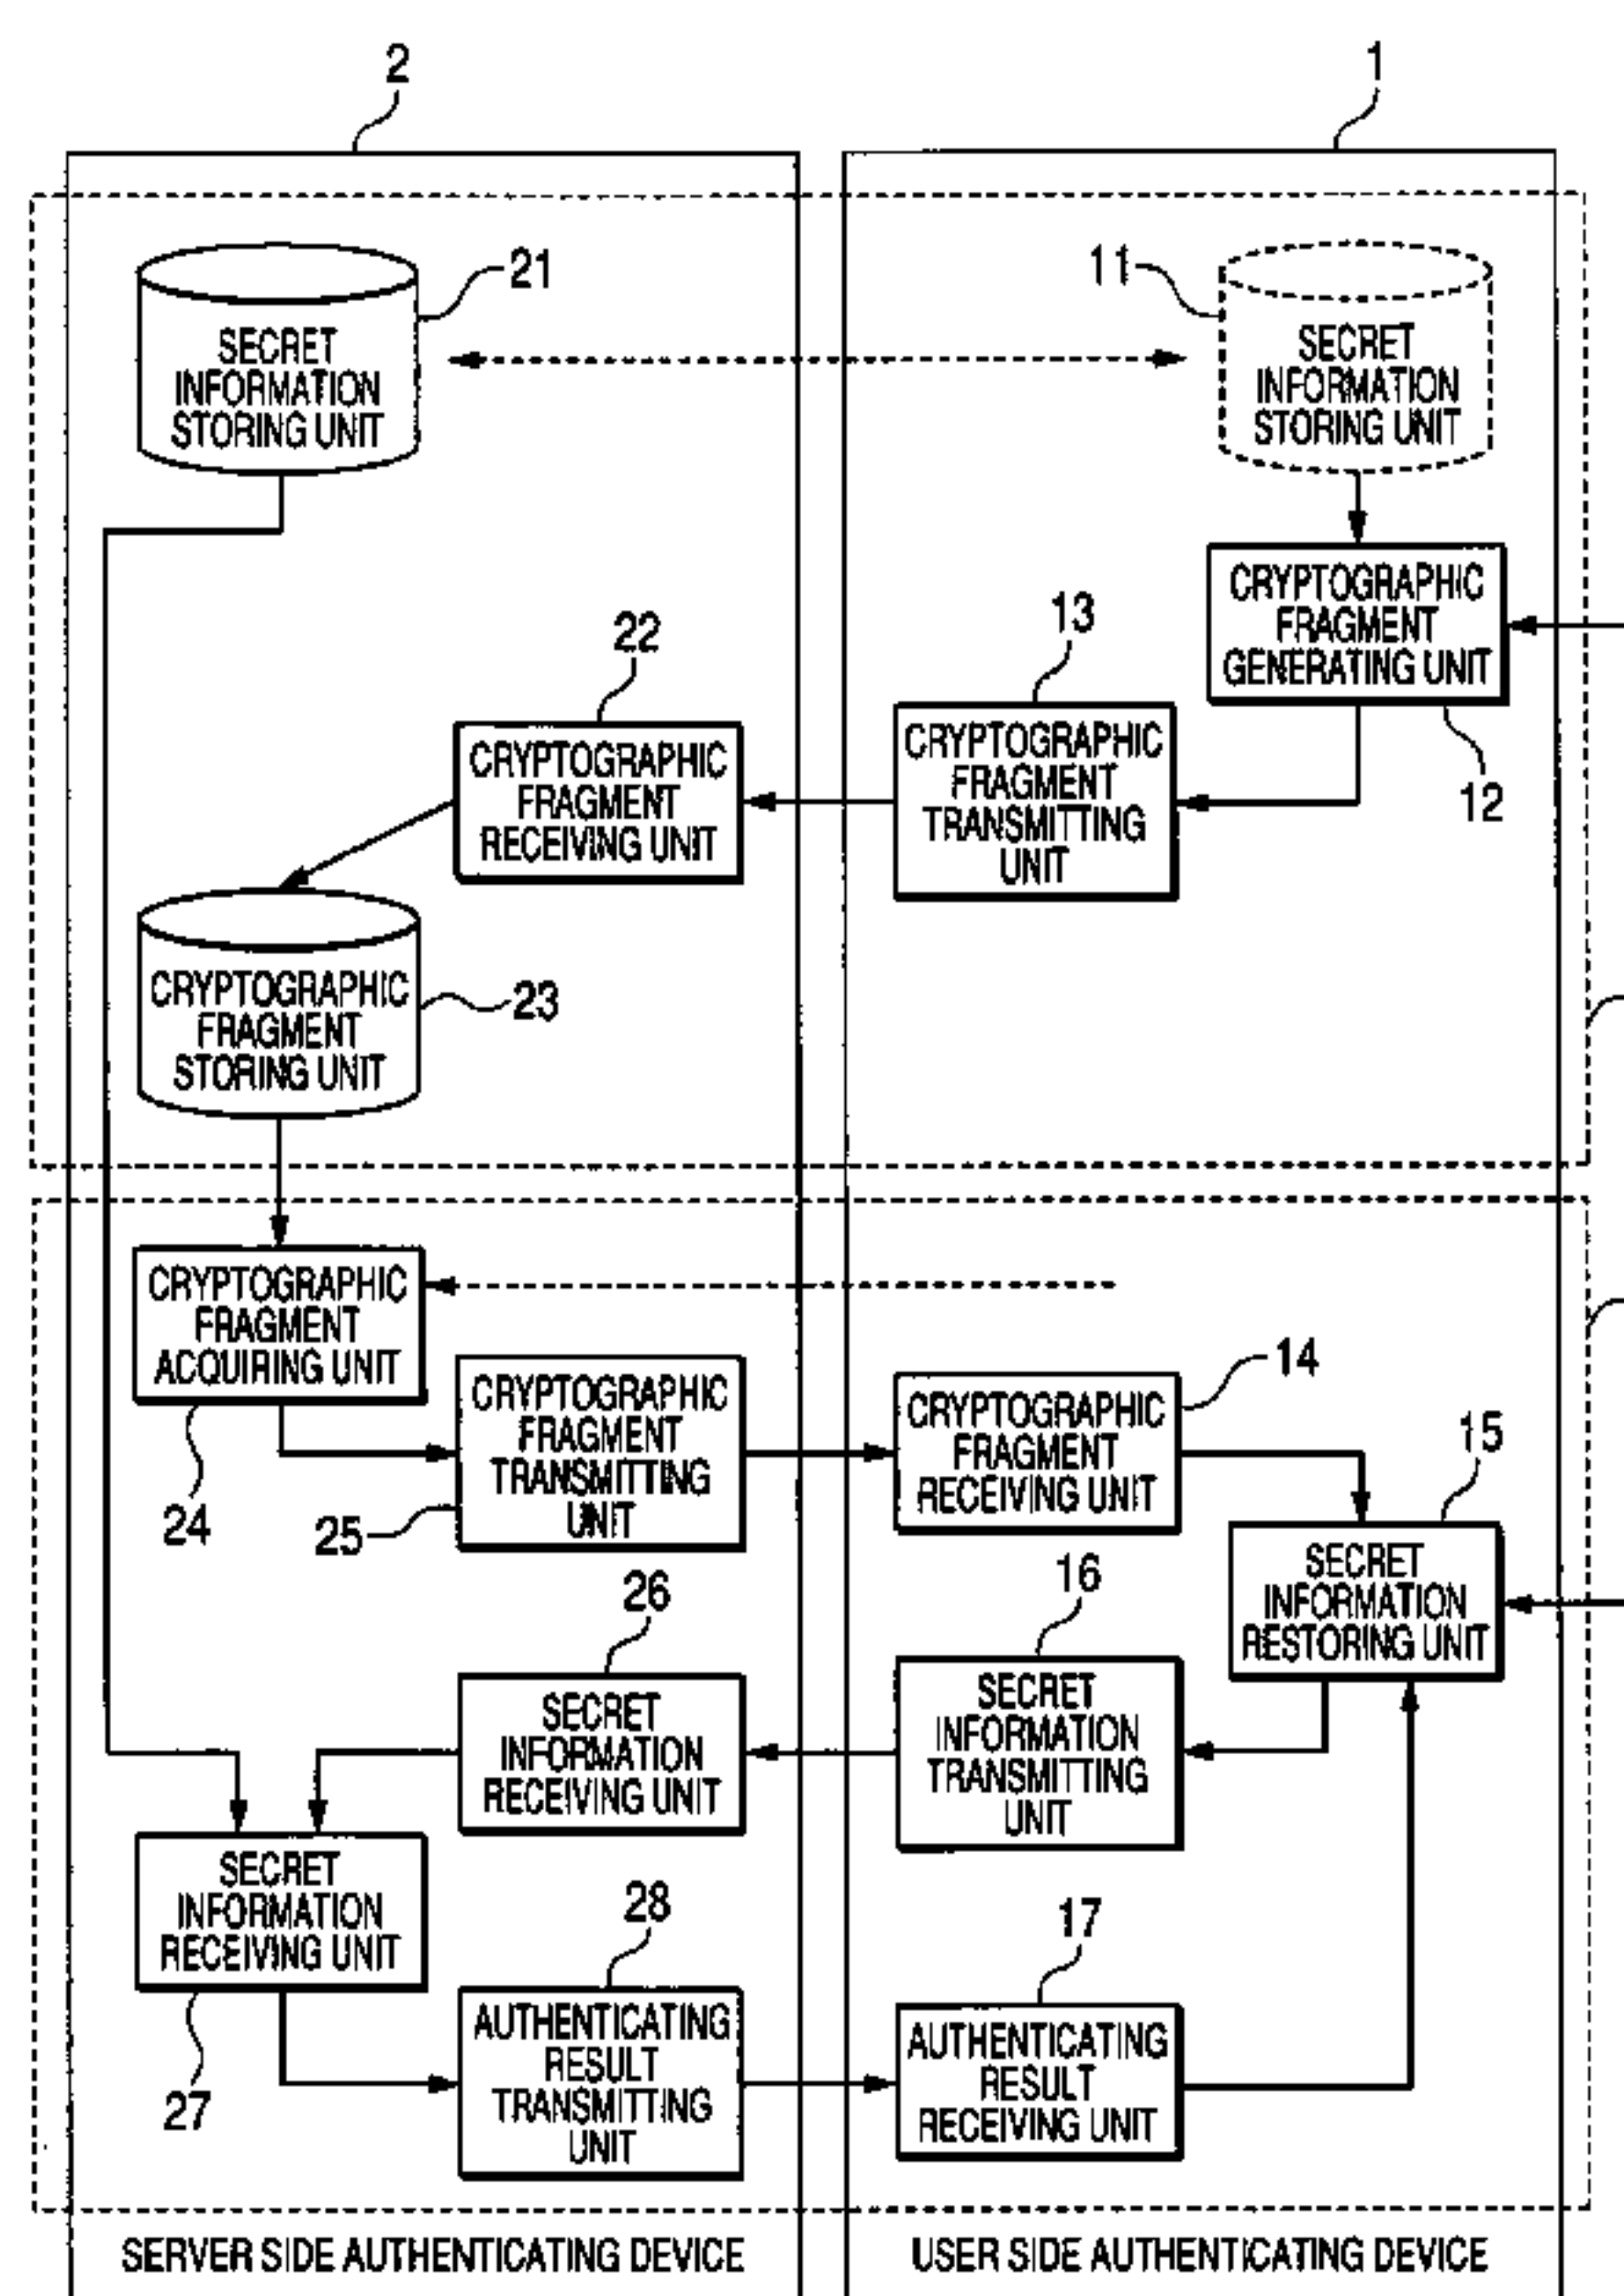 2
1
21
11
SECRET
INFORMATION
STORING UNIT
SECRET
INFORMATION
STORING UNIT
CRYPTOGRAPHIC
FRAGMENT
GENERATING UNIT
12
13
CRYPTOGRAPHIC
FRAGMENT
TRANSMITTING
UNIT
22
CRYPTOGRAPHIC
FRAGMENT
RECEIVING UNIT
CRYPTOGRAPHIC
FRAGMENT
STORING UNIT
23
CRYPTOGRAPHIC
FRAGMENT
ACQUIRING UNIT
24
CRYPTOGRAPHIC
FRAGMENT
TRANSMITTING
UNIT
25
14
CRYPTOGRAPHIC
FRAGMENT
RECEIVING UNIT
15
SECRET
INFORMATION
RESTORING UNIT
16
SECRET
INFORMATION
TRANSMITTING
UNIT
26
SECRET
INFORMATION
RECEIVING UNIT
SECRET
INFORMATION
RECEIVING UNIT
27
28
AUTHENTICATING
RESULT
TRANSMITTING
UNIT
17
AUTHENTICATING
RESULT
RECEIVING UNIT
SERVER SIDE AUTHENTICATING DEVICE
USER SIDE AUTHENTICATING DEVICE